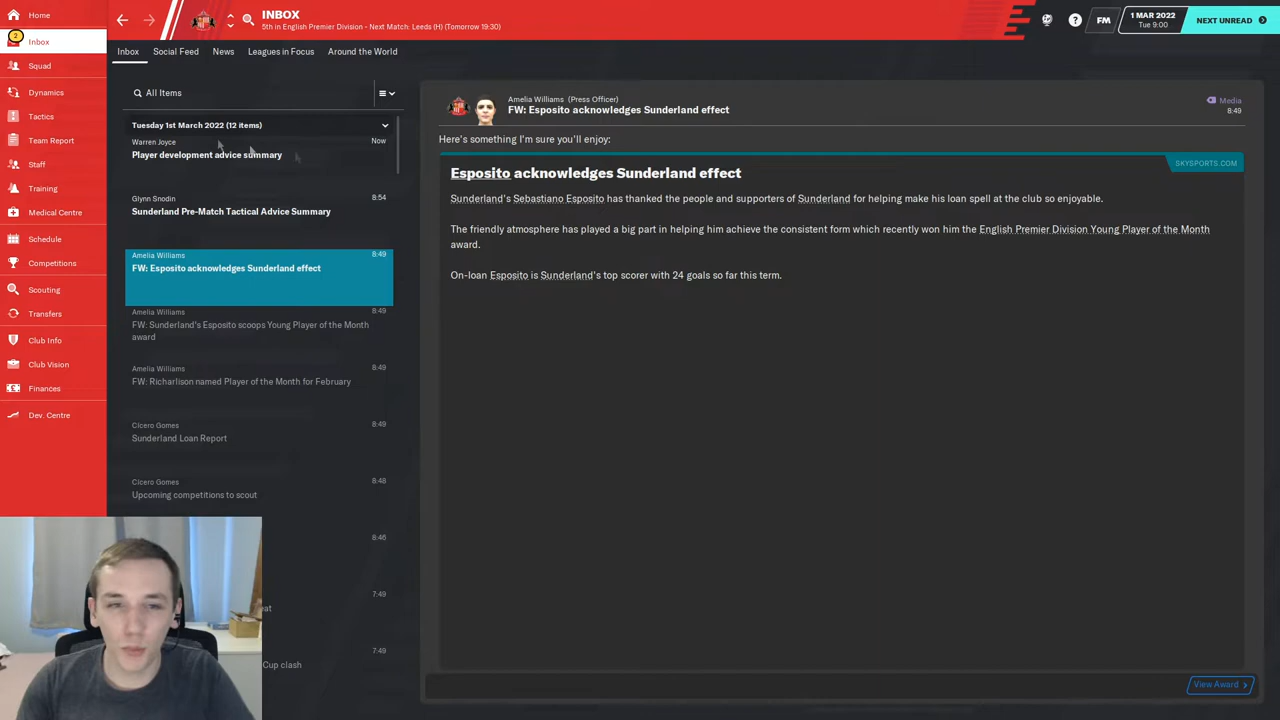 Home
2
Inbox
Squad
Dynamics
Tactics
Team Report
Staff
Training
Medical Centre
Schedule
Competitions
Scouting
Transfers
Club Info
Club Vision
Finances
Dev. Centre
INBOX
5th in English Premier Division - Next Match: Leeds (H) (Tomorrow 19:30)
?
FM
1 MAR 2022
Tue 9:00
NEXT UNREAD
Inbox Social Feed News Leagues in Focus Around the World
All Items
Tuesday 1st March 2022 (12 items)
Warren Joyce Now
Player development advice summary
Glynn Snodin 8:54
Sunderland Pre-Match Tactical Advice Summary
Amelia Williams 8:49
FW: Esposito acknowledges Sunderland effect
Amelia Williams 8:49
FW: Sunderland's Esposito scoops Young Player of the Month
award
Amelia Williams 8:49
FW: Richarlison named Player of the Month for February
Cícero Gomes 8:49
Sunderland Loan Report
Cícero Gomes 8:48
Upcoming competitions to scout
8:46
7:49
eat
7:49
Cup clash
Amelia Williams (Press Officer)
FW: Esposito acknowledges Sunderland effect
Media
8:49
Here's something I'm sure you'll enjoy:
SKYSPORTS.COM
Esposito acknowledges Sunderland effect
Sunderland's Sebastiano Esposito has thanked the people and supporters of Sunderland for helping make his loan spell at the club so enjoyable.
The friendly atmosphere has played a big part in helping him achieve the consistent form which recently won him the English Premier Division Young Player of the Month
award.
On-loan Esposito is Sunderland's top scorer with 24 goals so far this term.
View Award